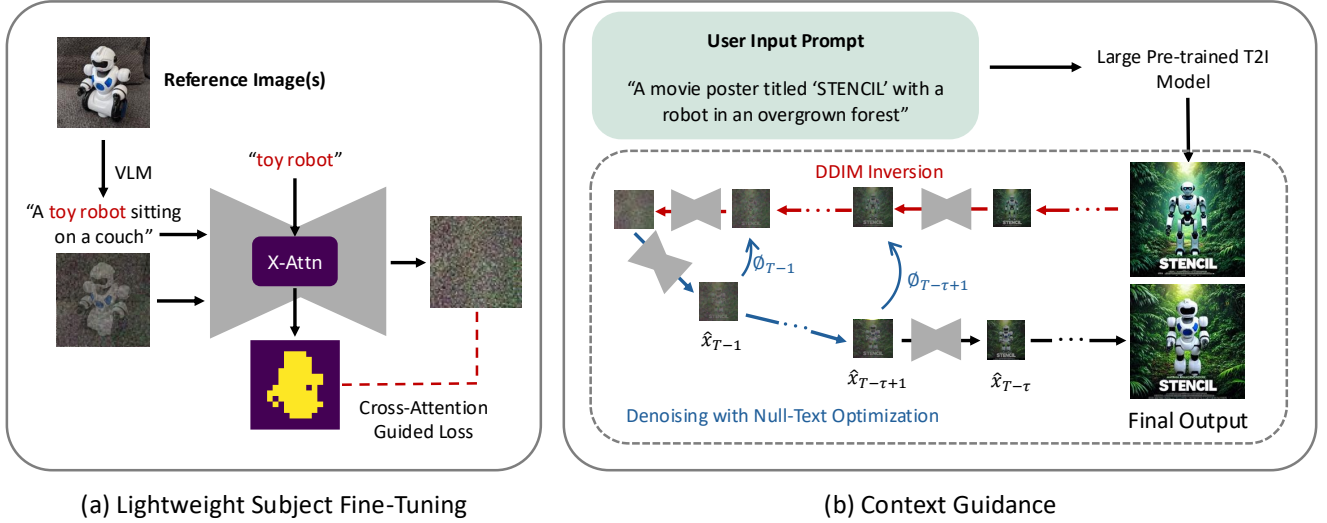 Reference Image(s)
VLM
“A toy robot sitting
on a couch”
“toy robot”
X-Attn
Cross-Attention
Guided Loss
(a) Lightweight Subject Fine-Tuning
User Input Prompt
“A movie poster titled ‘STENCIL’ with a
robot in an overgrown forest”
Large Pre-trained T2I
Model
DDIM Inversion
∅T−1
∅T−τ+1
STENCIL
STENCIL
STENCIL
x̂T−1
x̂T−τ+1
x̂T−τ
STENCIL
Denoising with Null-Text Optimization
Final Output
(b) Context Guidance